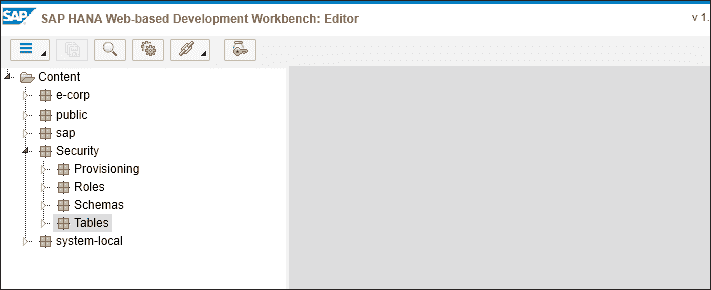 SAP SAP HANA Web-based Development Workbench: Editor v 1.
Content
e-corp
public
sap
Security
Provisioning
Roles
Schemas
Tables
system-local